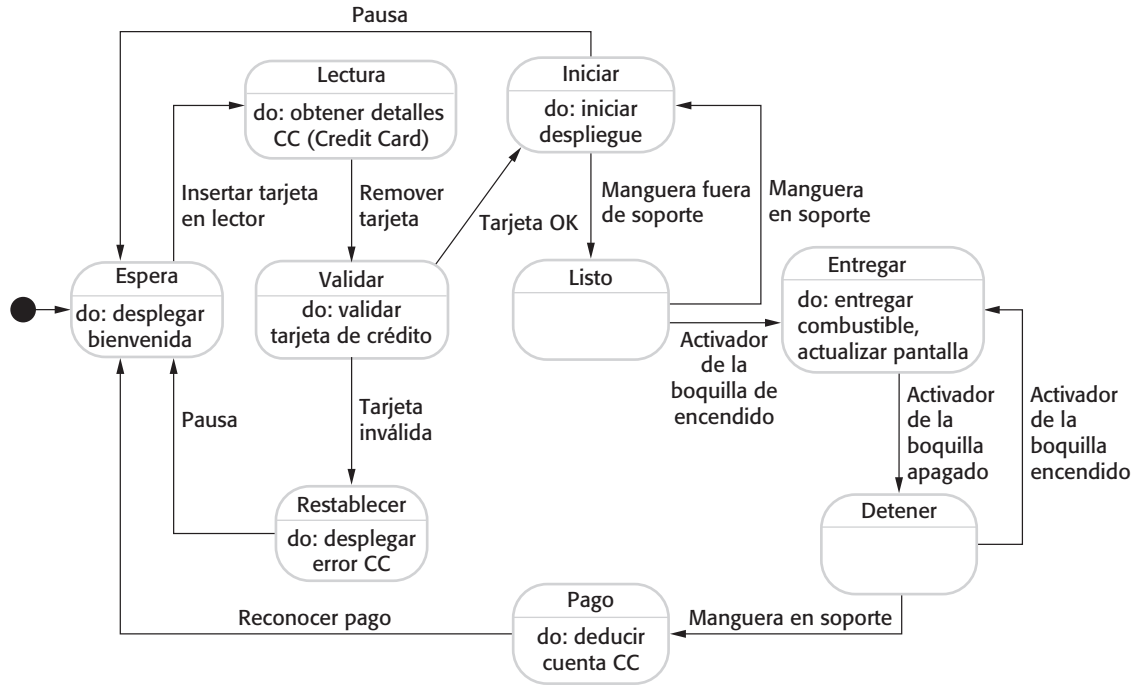 Pausa
Lectura
do: obtener detalles
CC (Credit Card)
Iniciar
do: iniciar
despliegue
Insertar tarjeta
en lector
Remover
tarjeta
Tarjeta OK
Manguera fuera
de soporte
Manguera
en soporte
Espera
do: desplegar
bienvenida
Validar
do: validar
tarjeta de crédito
Listo
Entregar
do: entregar
combustible,
actualizar pantalla
Activador
de la
boquilla de
encendido
Pausa
Tarjeta
inválida
Activador
de la
boquilla
apagado
Activador
de la
boquilla
encendido
Restablecer
do: desplegar
error CC
Detener
Reconocer pago
Pago
do: deducir
cuenta CC
Manguera en soporte